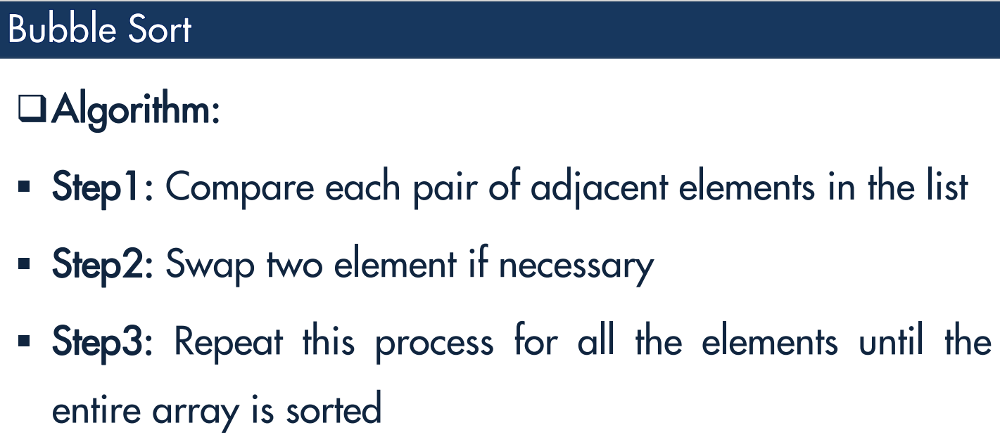 Bubble Sort
❑Algorithm:
▪ Step1: Compare each pair of adjacent elements in the list
▪ Step2: Swap two element if necessary
▪ Step3: Repeat this process for all the elements until the
entire array is sorted